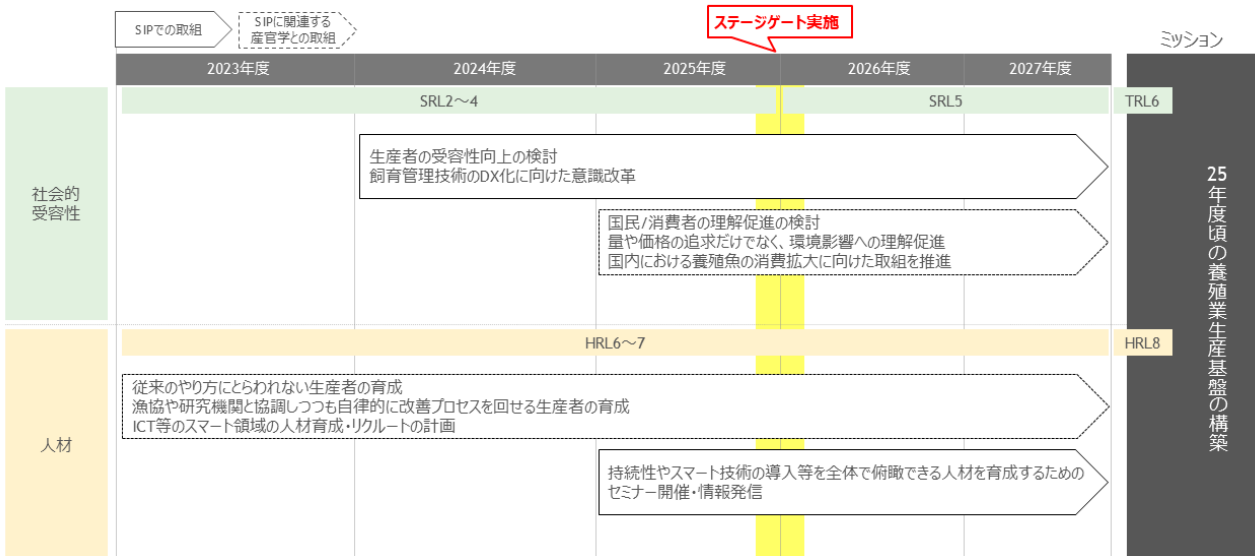 SIPでの取組
SIPに関連する
産官学との取組
ステージゲート実施
ミッション
2023年度
2024年度
2025年度
2026年度
2027年度
社会的
受容性
SRL2~4
SRL5
TRL6
生産者の受容性向上の検討
飼育管理技術のDX化に向けた意識改革
国民/消費者の理解促進の検討
量や価格の追求だけでなく、環境影響への理解促進
国内における養殖魚の消費拡大に向けた取組を推進
人材
HRL6~7
HRL8
従来のやり方にとらわれない生産者の育成
漁協や研究機関と協調しつつも自律的に改善プロセスを回せる生産者の育成
ICT等のスマート領域の人材育成・リクルートの計画
持続性やスマート技術の導入等を全体で俯瞰できる人材を育成するための
セミナー開催・情報発信
25年度頃の養殖業生産基盤の構築